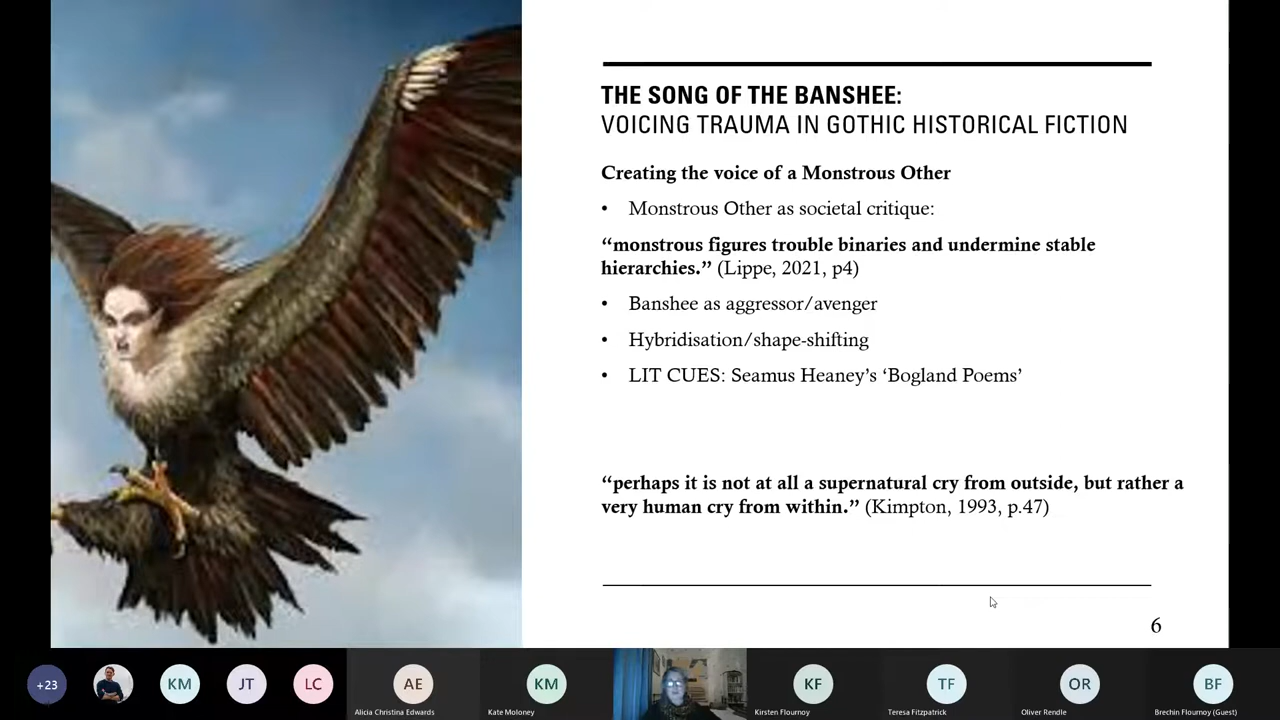 THE SONG OF THE BANSHEE:
VOICING TRAUMA IN GOTHIC HISTORICAL FICTION
Creating the voice of a Monstrous Other
• Monstrous Other as societal critique:
“monstrous figures trouble binaries and undermine stable
hierarchies.” (Lippe, 2021, p4)
• Banshee as aggressor/avenger
• Hybridisation/shape-shifting
• LIT CUES: Seamus Heaney’s ‘Bogland Poems’
“perhaps it is not at all a supernatural cry from outside, but rather a
very human cry from within.” (Kimpton, 1993, p.47)
6
+23
KM
JT
LC
AE
Alicia Christina Edwards
KM
Kate Moloney
KF
Kirsten Flournoy
TF
Teresa Fitzpatrick
OR
Oliver Rendle
BF
Brechin Flournoy (Guest)